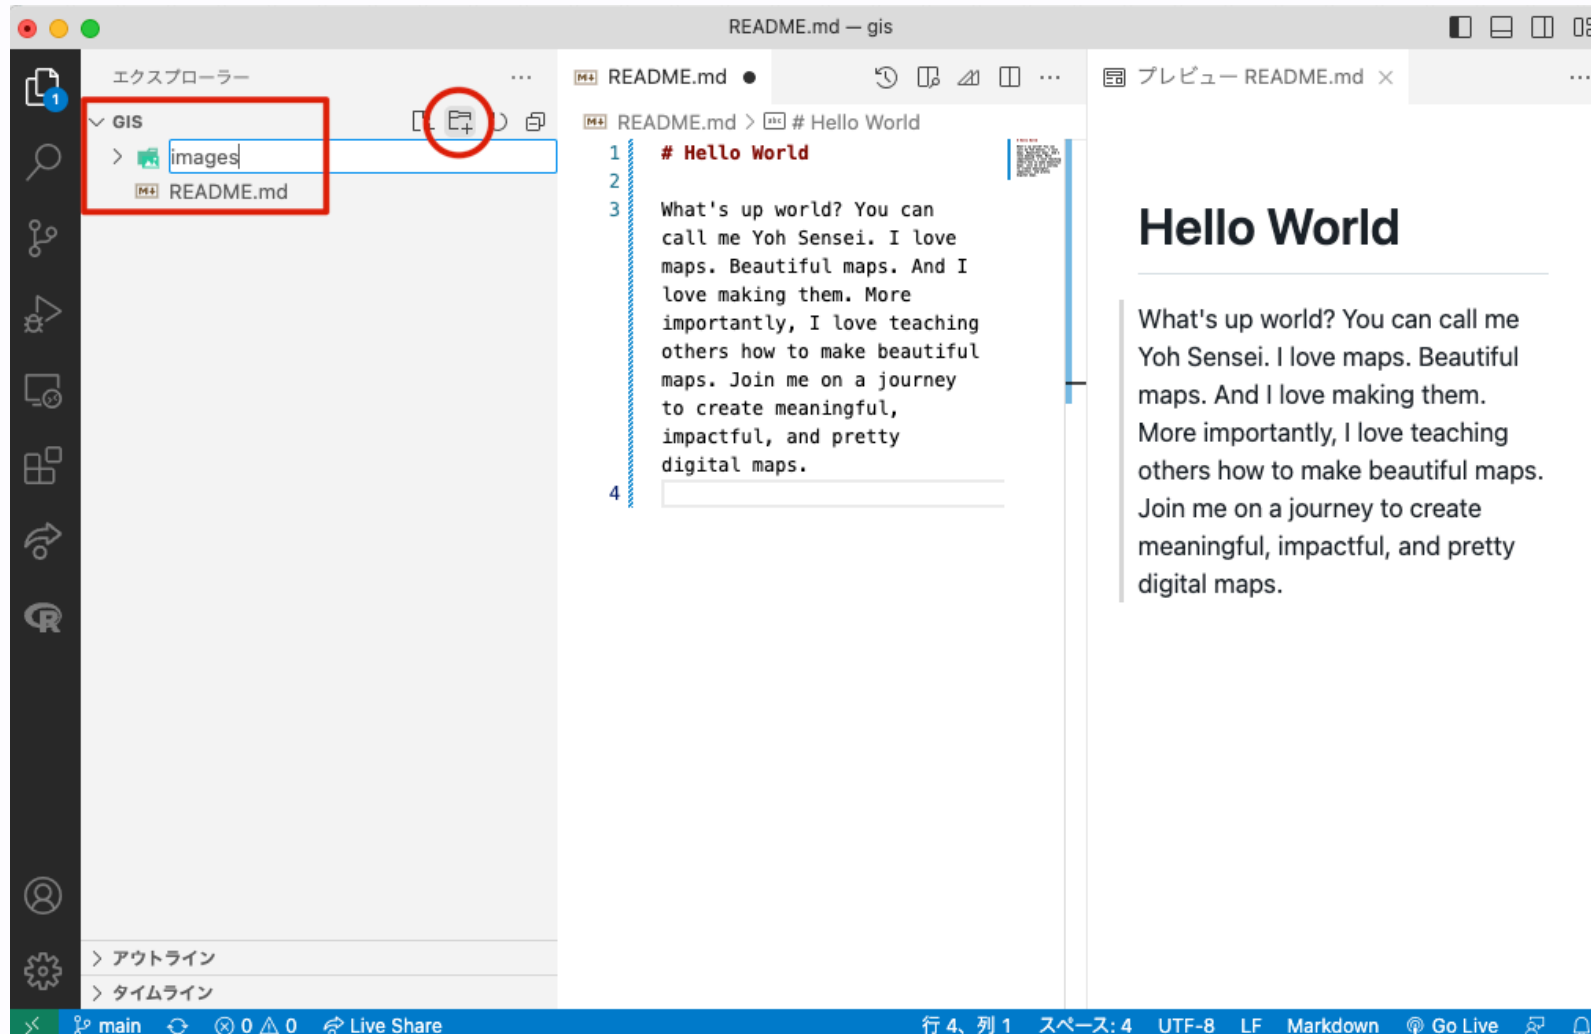 README.md — gis
エクスプローラー
1
GIS
images
README.md
アウトライン
タイムライン
README.md
README.md > # Hello World
1 # Hello World
2
3 What's up world? You can
call me Yoh Sensei. I love
maps. Beautiful maps. And I
love making them. More
importantly, I love teaching
others how to make beautiful
maps. Join me on a journey
to create meaningful,
impactful, and pretty
digital maps.
4
プレビュー README.md
Hello World
What's up world? You can call me
Yoh Sensei. I love maps. Beautiful
maps. And I love making them.
More importantly, I love teaching
others how to make beautiful maps.
Join me on a journey to create
meaningful, impactful, and pretty
digital maps.
main 0 0 Live Share 行 4、列 1 スペース: 4 UTF-8 LF Markdown Go Live